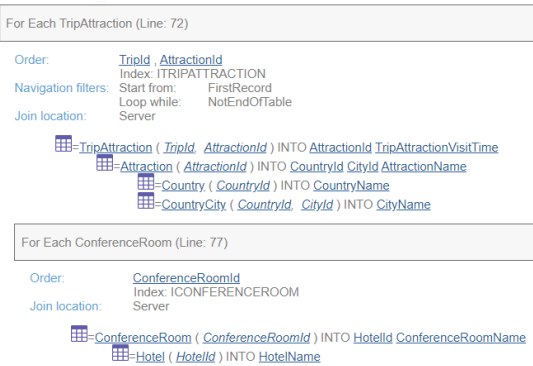 For Each TripAttraction (Line: 72)
Order: TripId , AttractionId
Index: ITRIPATTRACTION
Navigation filters: Start from: FirstRecord
Loop while: NotEndOfTable
Join location: Server
=TripAttraction ( TripId, AttractionId ) INTO AttractionId TripAttractionVisitTime
=Attraction ( AttractionId ) INTO CountryId CityId AttractionName
=Country ( CountryId ) INTO CountryName
=CountryCity ( CountryId, CityId ) INTO CityName
For Each ConferenceRoom (Line: 77)
Order: ConferenceRoomId
Index: ICONFERENCEROOM
Join location: Server
=ConferenceRoom ( ConferenceRoomId ) INTO HotelId ConferenceRoomName
=Hotel ( HotelId ) INTO HotelName